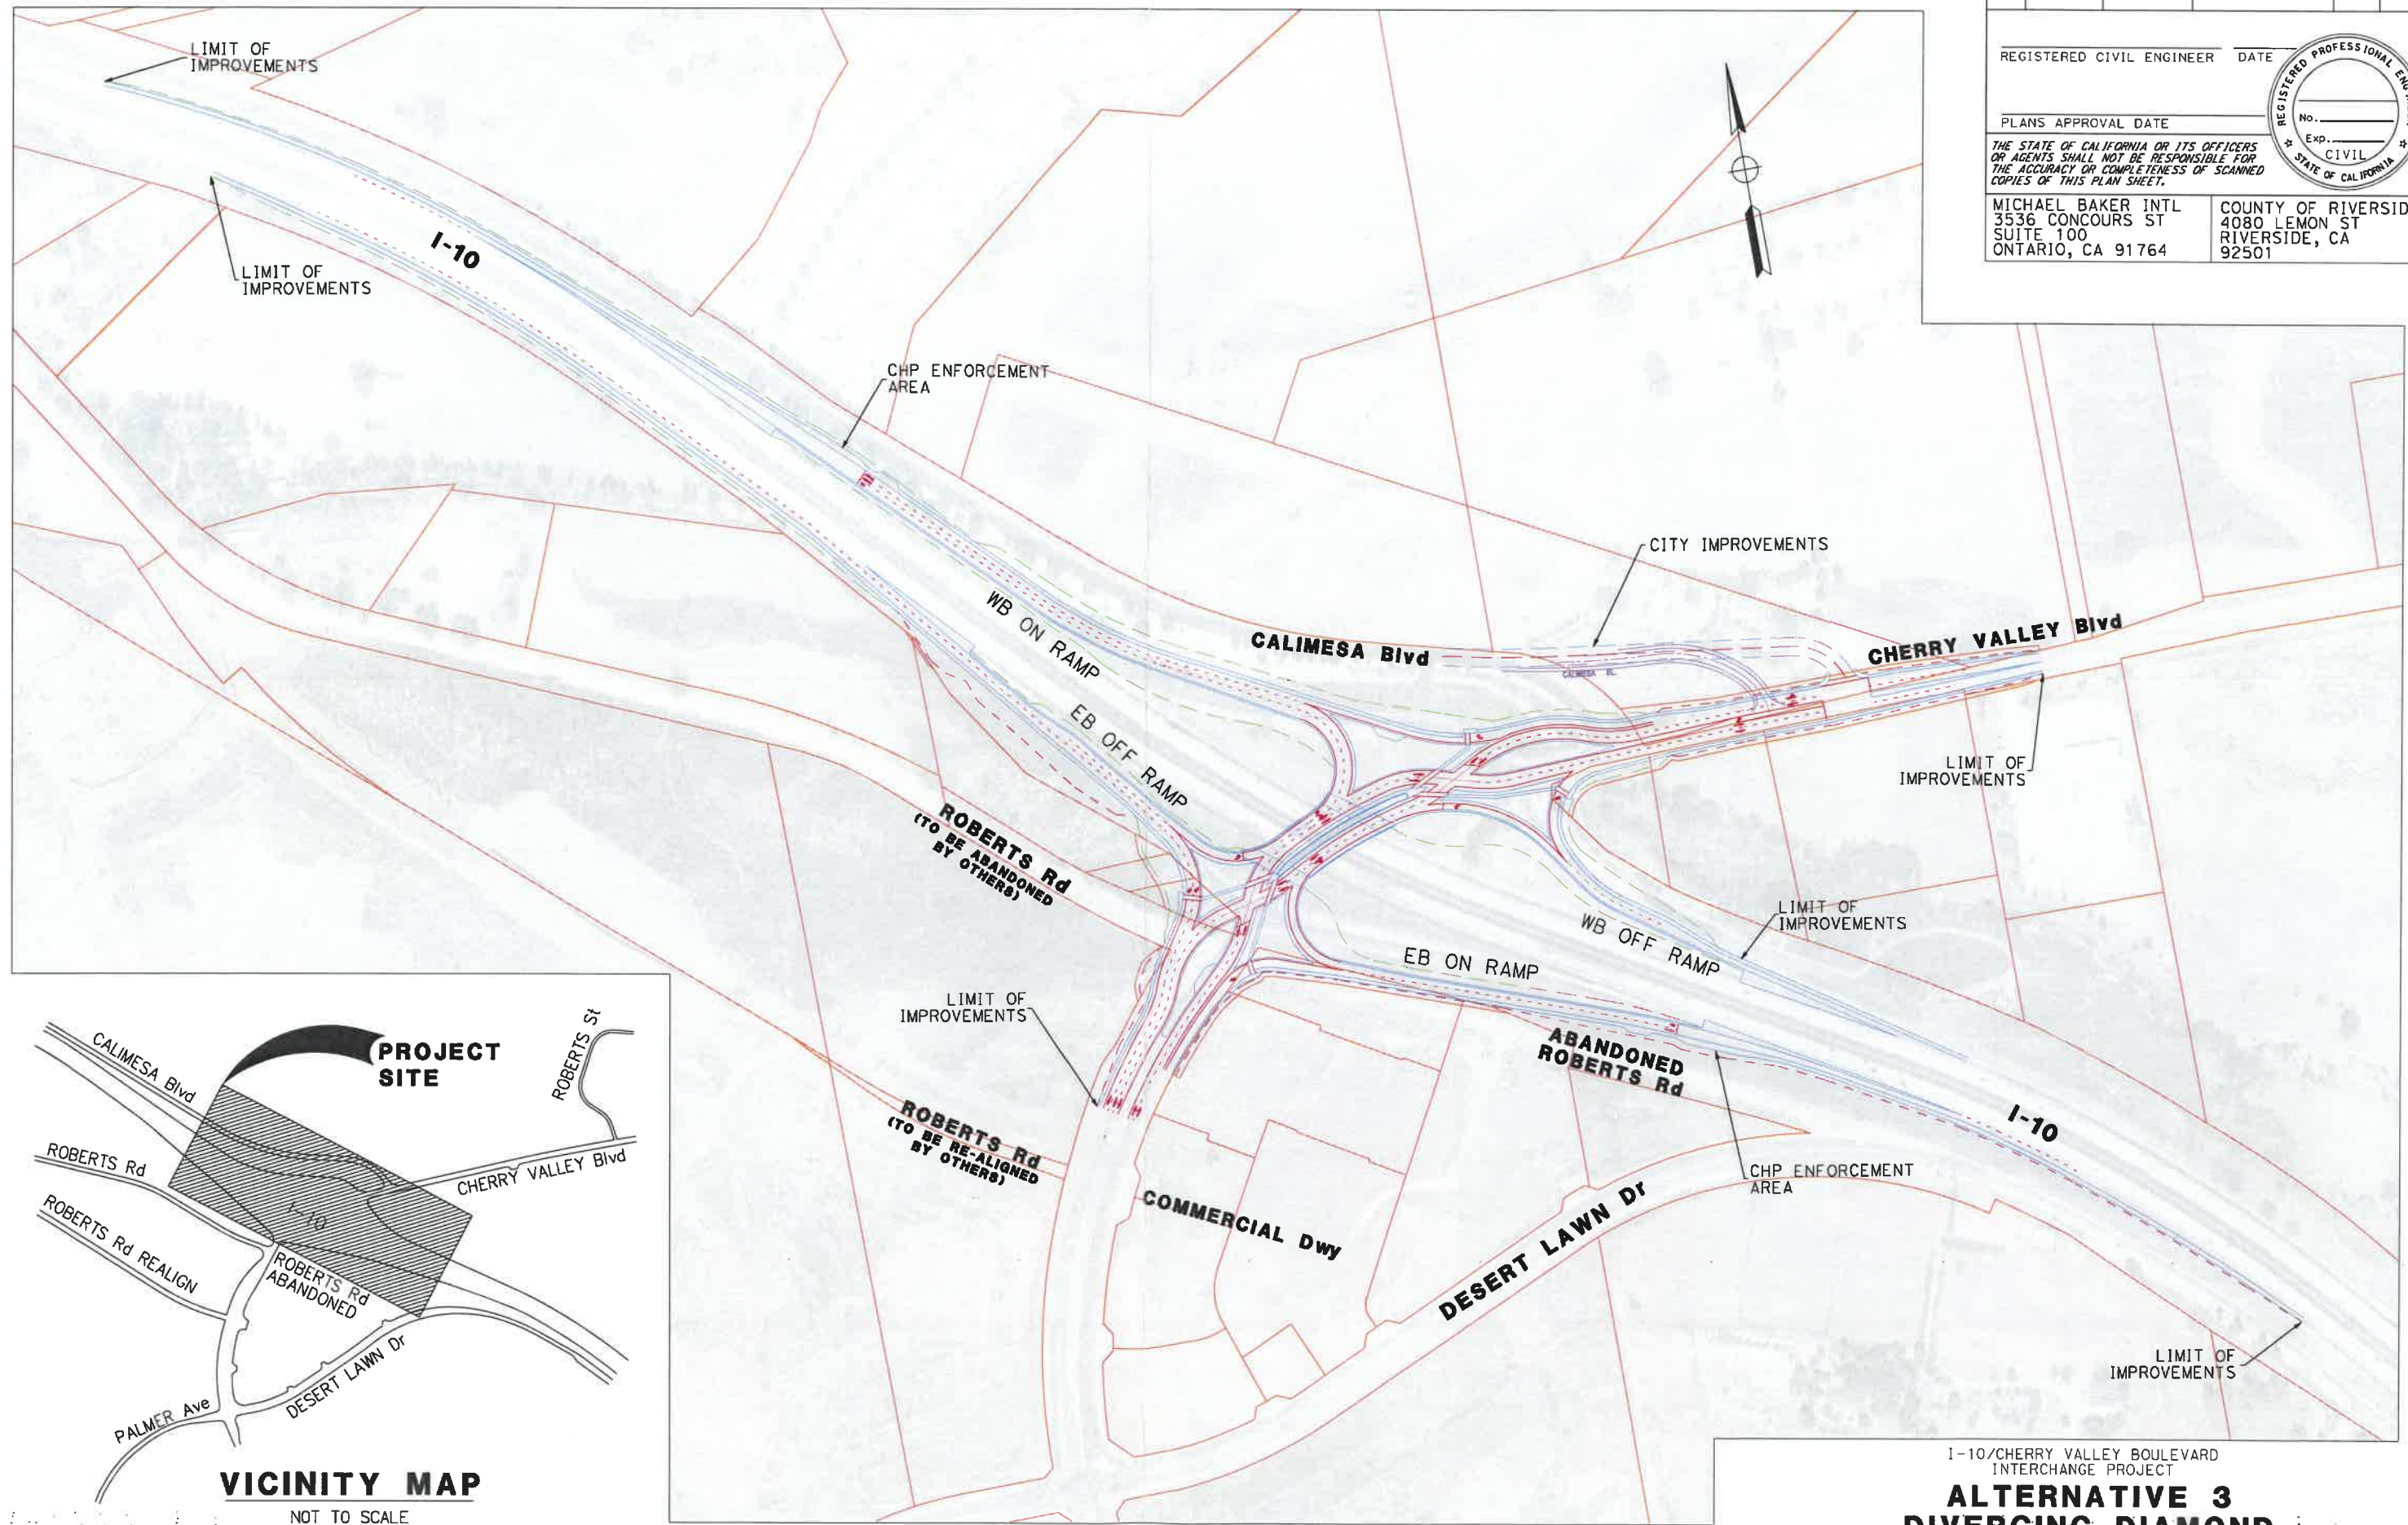 REGISTERED CIVIL ENGINEER DATE
PLANS APPROVAL DATE
THE STATE OF CALIFORNIA OR ITS OFFICERS
OR AGENTS SHALL NOT BE RESPONSIBLE FOR
THE ACCURACY OR COMPLETENESS OF SCANNED
COPIES OF THIS PLAN SHEET.
REGISTERED PROFESSIONAL
No.
Exp.
CIVIL
STATE OF CALIFORNIA
MICHAEL BAKER INTL
3536 CONCOURS ST
SUITE 100
ONTARIO, CA 91764
COUNTY OF RIVERSID
4080 LEMON ST
RIVERSIDE, CA
92501
LIMIT OF
IMPROVEMENTS
LIMIT OF
IMPROVEMENTS
I-10
CHP ENFORCEMENT
AREA
CITY IMPROVEMENTS
WB ON RAMP
CALIMESA Blvd
CALIMESA BL
CHERRY VALLEY Blvd
EB OFF RAMP
LIMIT OF
IMPROVEMENTS
ROBERTS Rd
(TO BE ABANDONED
BY OTHERS)
LIMIT OF
IMPROVEMENTS
WB OFF RAMP
EB ON RAMP
LIMIT OF
IMPROVEMENTS
ABANDONED
ROBERTS Rd
I-10
ROBERTS Rd
(TO BE RE-ALIGNED
BY OTHERS)
CHP ENFORCEMENT
AREA
COMMERCIAL Dwy
DESERT LAWN Dr
LIMIT OF
IMPROVEMENTS
CALIMESA Blvd
PROJECT
SITE
ROBERTS St
ROBERTS Rd
CHERRY VALLEY Blvd
I-10
ROBERTS Rd REALIGN
ROBERTS Rd
ABANDONED
DESERT LAWN Dr
PALMER Ave
VICINITY MAP
NOT TO SCALE
I-10/CHERRY VALLEY BOULEVARD
INTERCHANGE PROJECT
ALTERNATIVE 3
DIVERGING DIAMOND